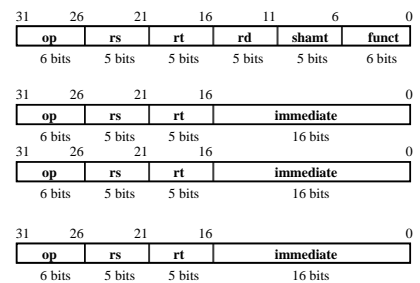 31 26 21 16 11 6 0
op rs rt rd shamt funct
6 bits 5 bits 5 bits 5 bits 5 bits 6 bits
31 26 21 16 0
op rs rt immediate
6 bits 5 bits 5 bits 16 bits
31 26 21 16 0
op rs rt immediate
6 bits 5 bits 5 bits 16 bits
31 26 21 16 0
op rs rt immediate
6 bits 5 bits 5 bits 16 bits